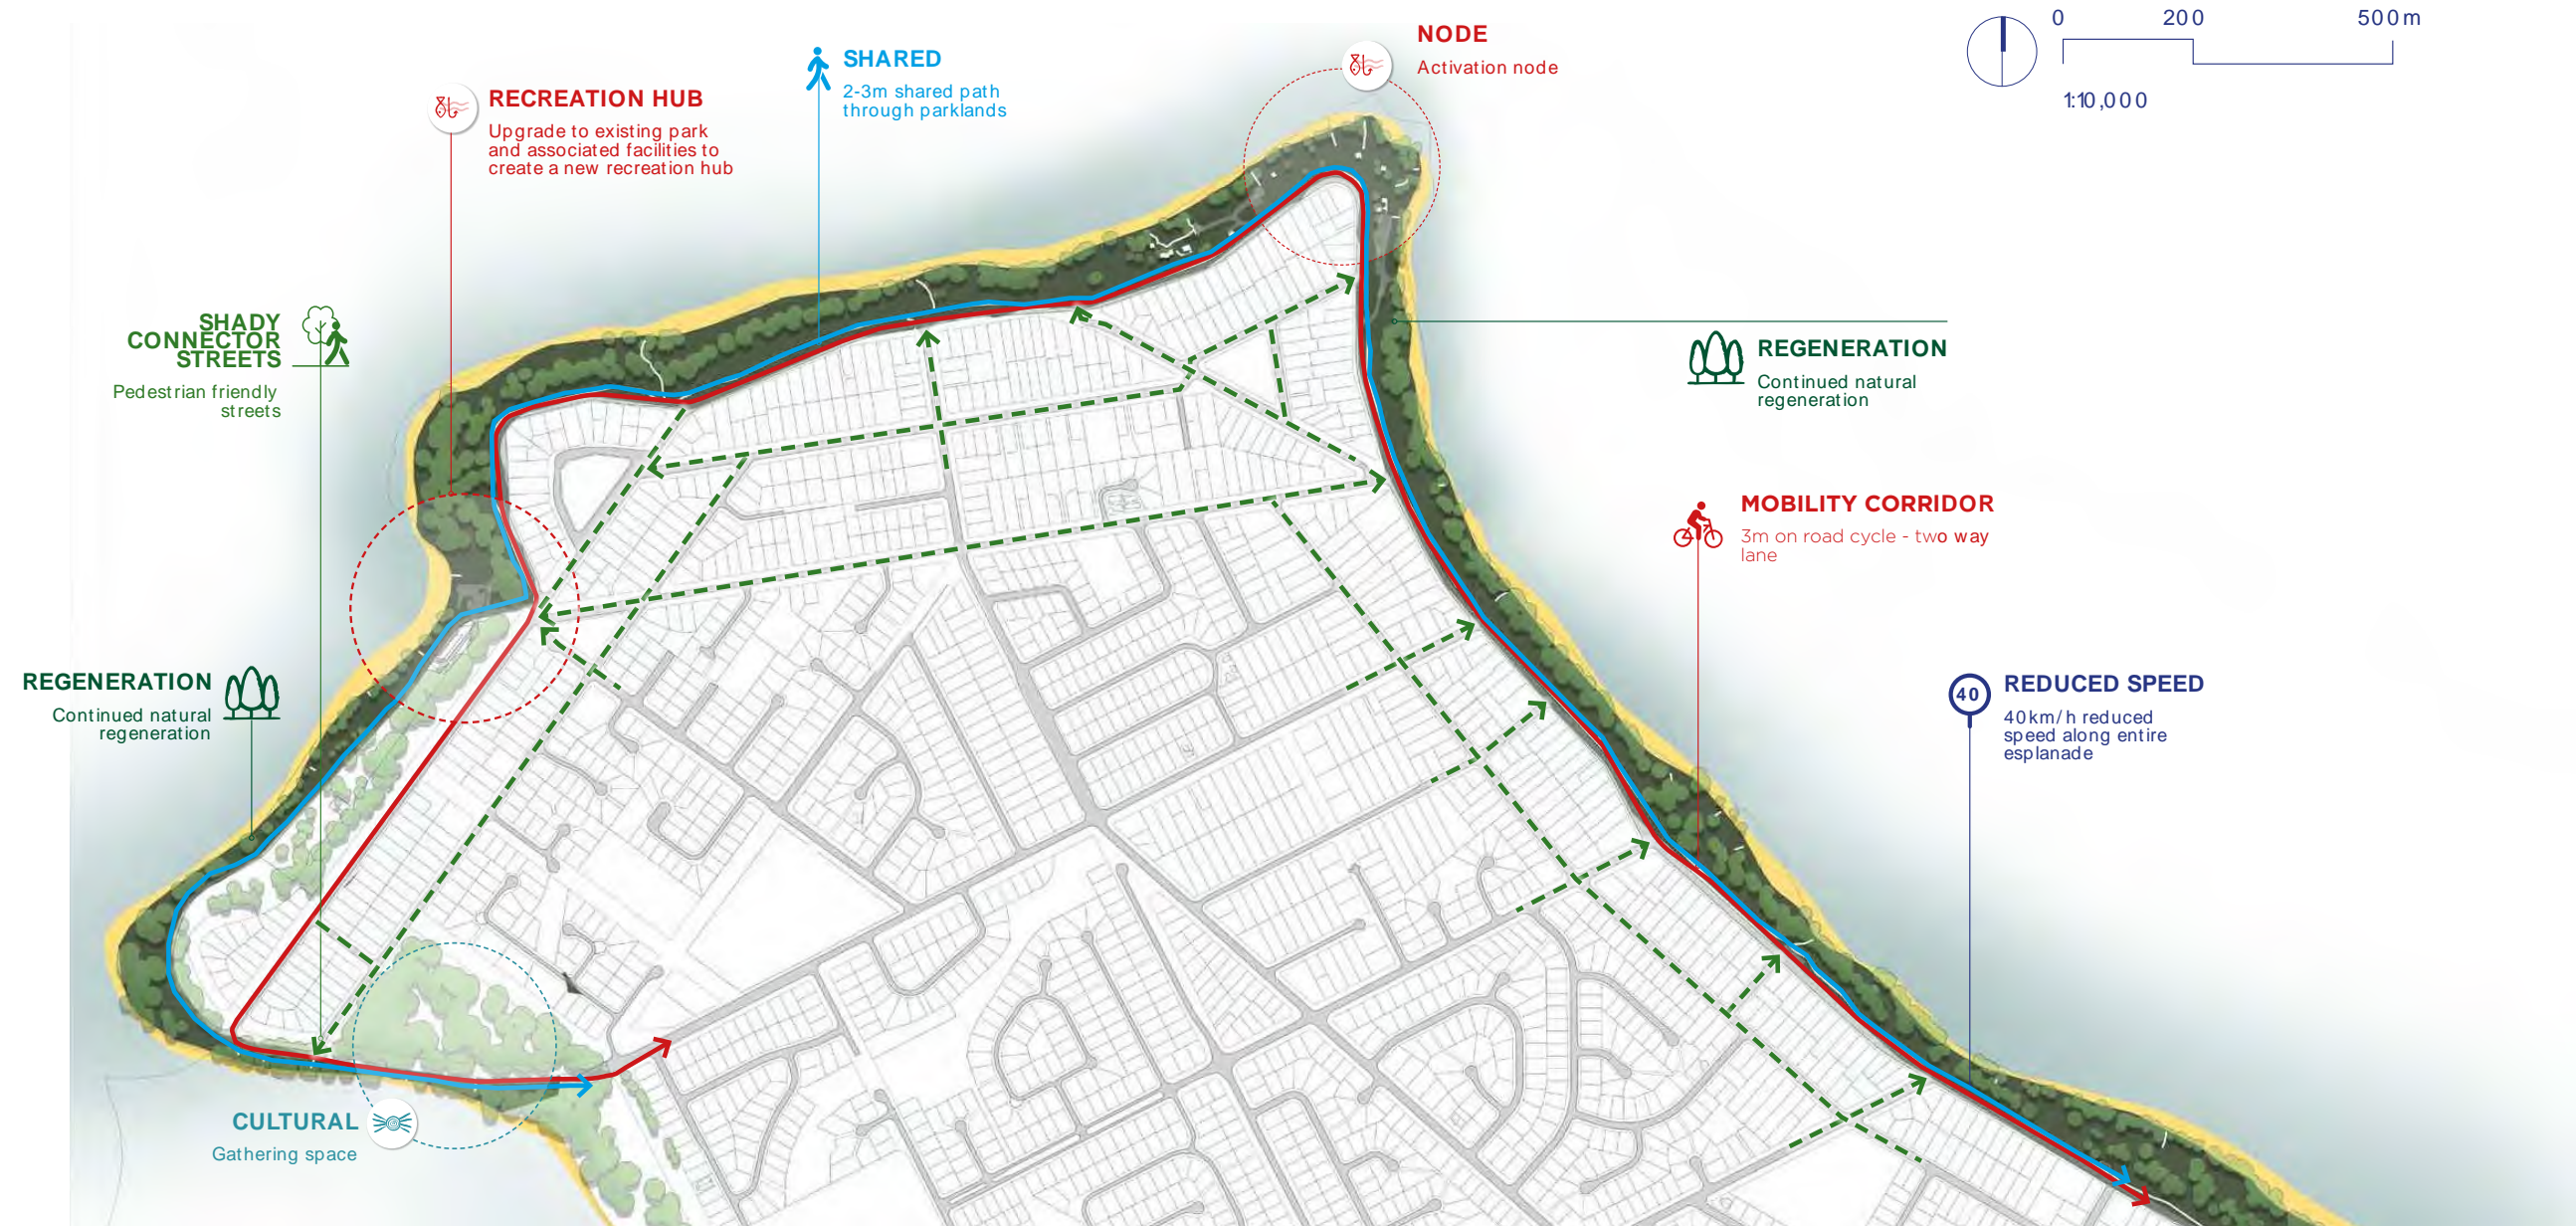 0 200 500m
1:10,000
NODE
Activation node
SHARED
2-3m shared path
through parklands
RECREATION HUB
Upgrade to existing park
and associated facilities to
create a new recreation hub
SHADY
CONNECTOR
STREETS
Pedestrian friendly
streets
REGENERATION
Continued natural
regeneration
MOBILITY CORRIDOR
3m on road cycle - two way
lane
REGENERATION
Continued natural
regeneration
40
REDUCED SPEED
40km/h reduced
speed along entire
esplanade
CULTURAL
Gathering space